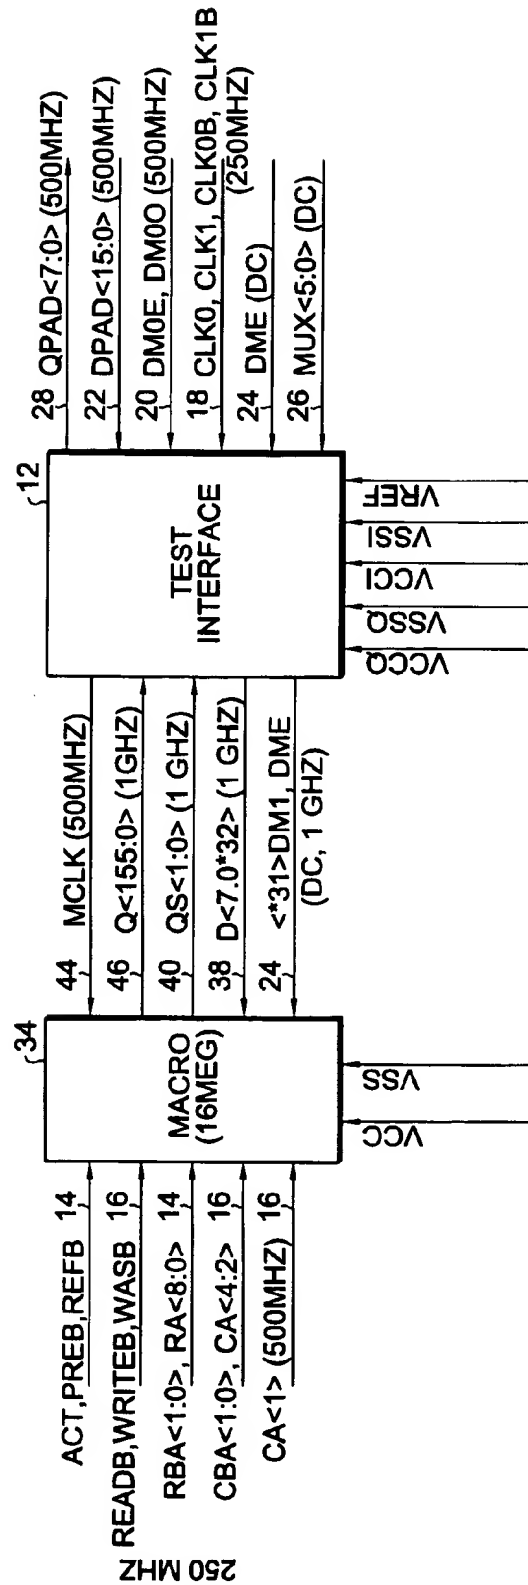 250 MHZ
ACT,PREB,REFB 14
READB,WRITEB,WASB 16
RBA<1:0>, RA<8:0> 14
CBA<1:0>, CA<4:2> 16
CA<1> (500MHZ) 16
34
MACRO
(16MEG)
VCC
VSS
44 MCLK (500MHZ)
46 Q<155:0> (1GHZ)
40 QS<1:0> (1 GHZ)
38 D<7.0*32> (1 GHZ)
24 <*31>DM1, DME
(DC, 1 GHZ)
12
TEST
INTERFACE
VCCQ
VSSQ
VCCI
VSSI
VREF
28 QPAD<7:0> (500MHZ)
22 DPAD<15:0> (500MHZ)
20 DM0E, DM0O (500MHZ)
18 CLK0, CLK1, CLK0B, CLK1B
(250MHZ)
24 DME (DC)
26 MUX<5:0> (DC)